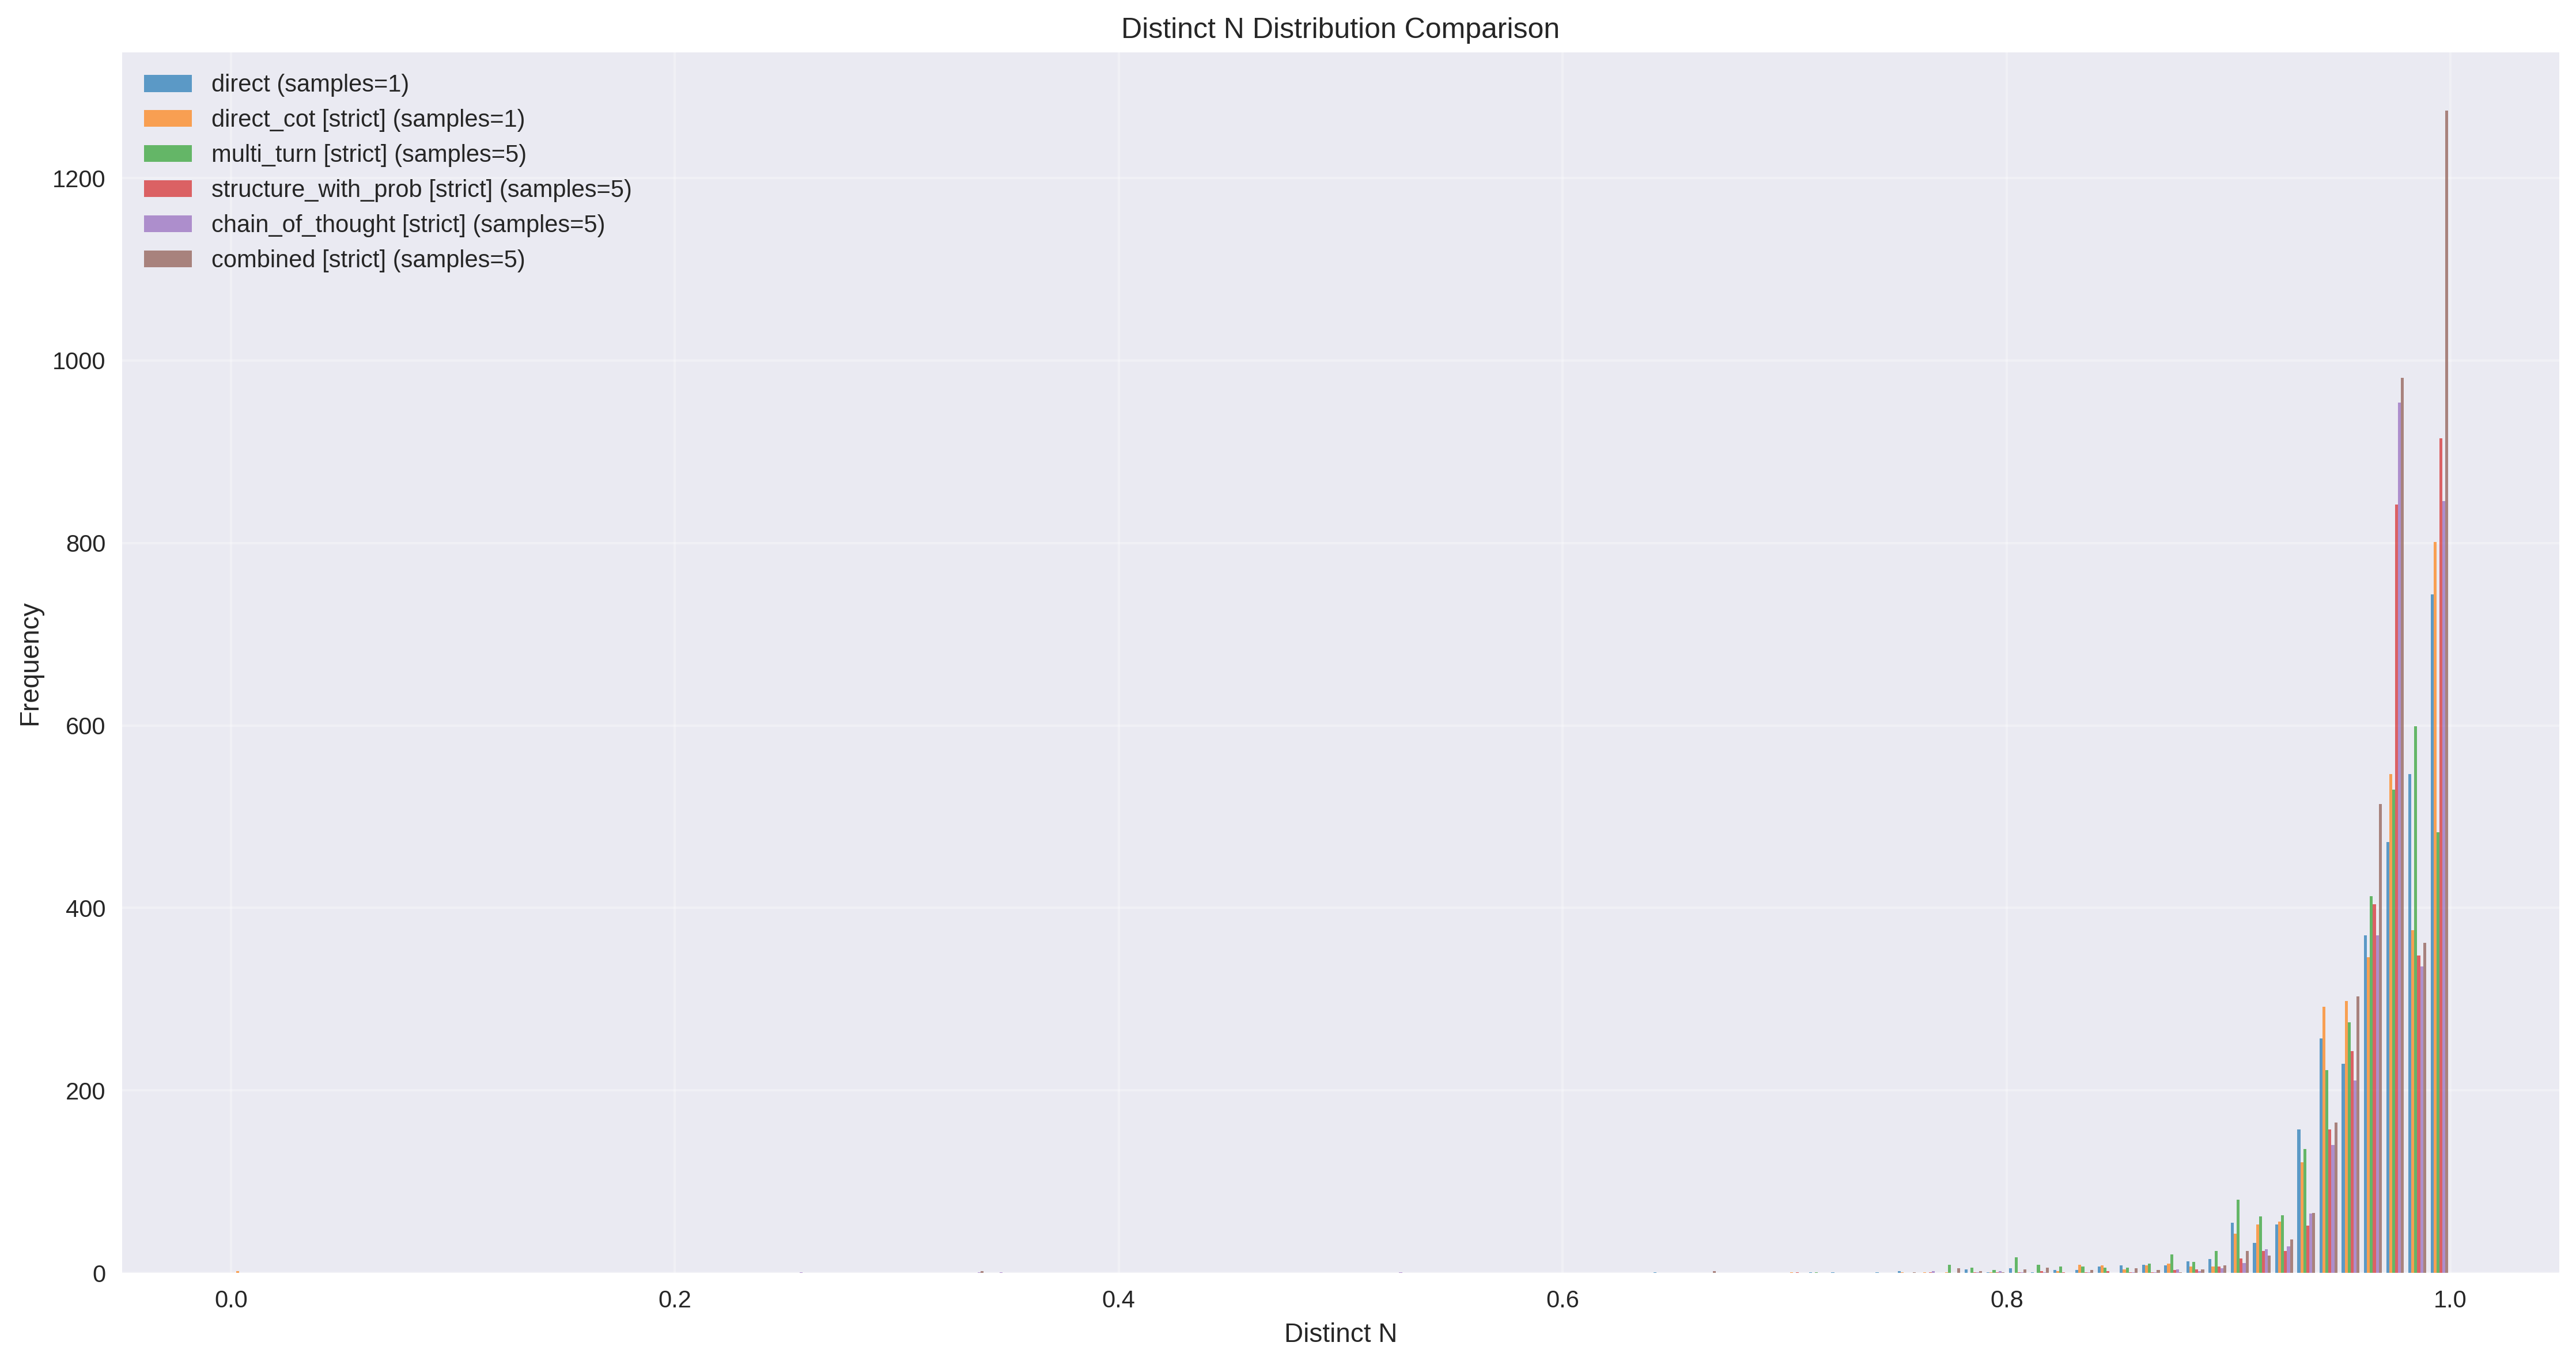 Distinct N Distribution Comparison
direct (samples=1)
direct_cot [strict] (samples=1)
multi_turn [strict] (samples=5)
structure_with_prob [strict] (samples=5)
chain_of_thought [strict] (samples=5)
combined [strict] (samples=5)
1200
1000
800
600
400
200
0
Frequency
0.0 0.2 0.4 0.6 0.8 1.0
Distinct N